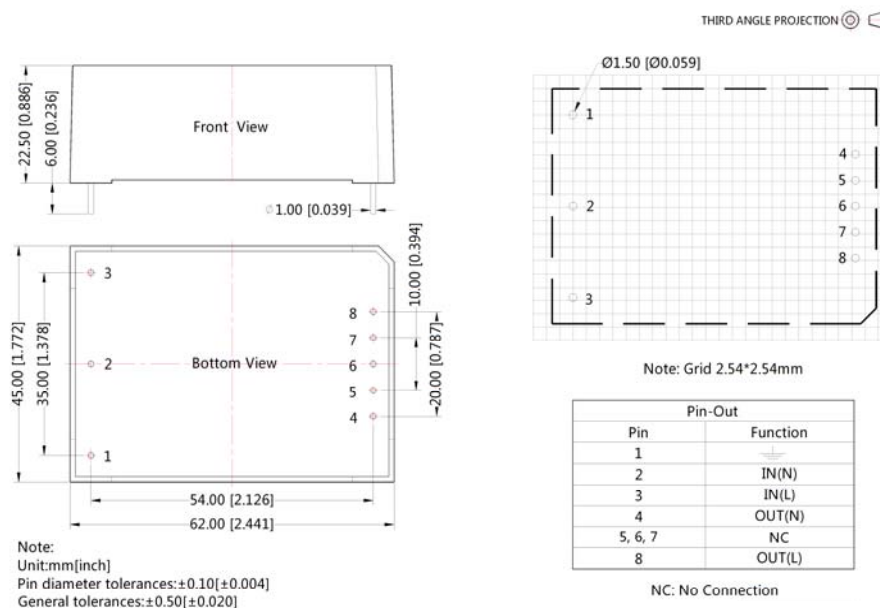 THIRD ANGLE PROJECTION
Front View
22.50 [0.886]
6.00 [0.236]
Ø1.00 [0.039]
Bottom View
3
2
1
8
7
6
5
4
45.00 [1.772]
35.00 [1.378]
10.00 [0.394]
20.00 [0.787]
54.00 [2.126]
62.00 [2.441]
Note:
Unit:mm[inch]
Pin diameter tolerances:±0.10[±0.004]
General tolerances:±0.50[±0.020]
Ø1.50 [Ø0.059]
1
2
3
4
5
6
7
8
Note: Grid 2.54*2.54mm
Pin-Out
Pin Function
1
2 IN(N)
3 IN(L)
4 OUT(N)
5, 6, 7 NC
8 OUT(L)
NC: No Connection